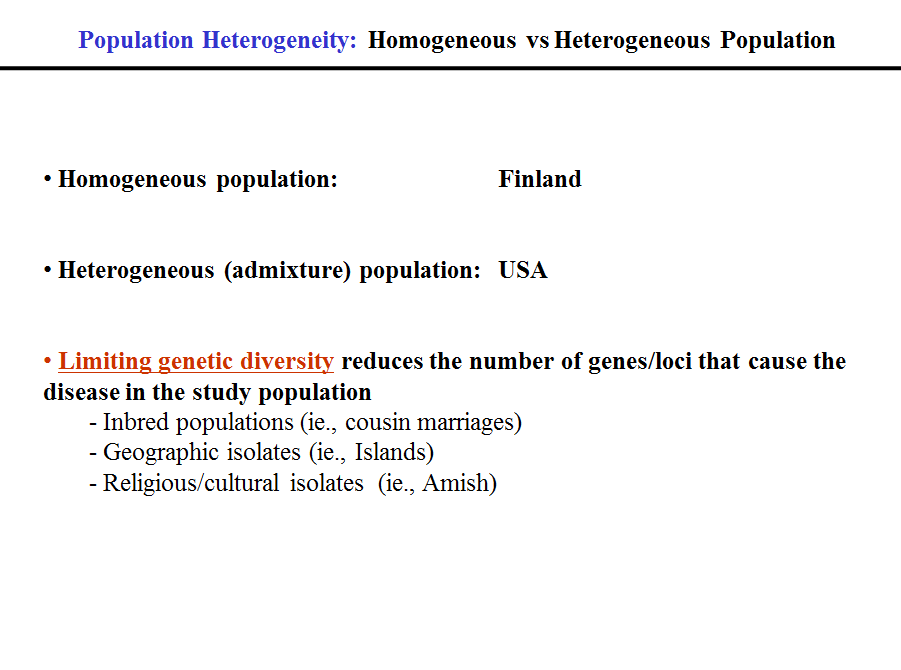 Population Heterogeneity: Homogeneous vs Heterogeneous Population
• Homogeneous population: Finland
• Heterogeneous (admixture) population: USA
• Limiting genetic diversity reduces the number of genes/loci that cause the
disease in the study population
- Inbred populations (ie., cousin marriages)
- Geographic isolates (ie., Islands)
- Religious/cultural isolates (ie., Amish)